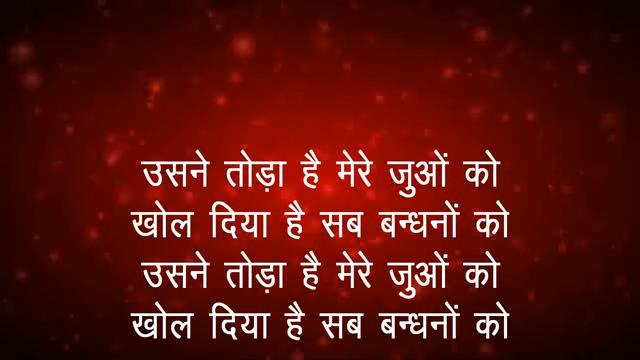 उसने तोड़ा है मेरे जुओं को
खोल दिया है सब बन्धनों को
उसने तोड़ा है मेरे जुओं को
खोल दिया है सब बन्धनों को